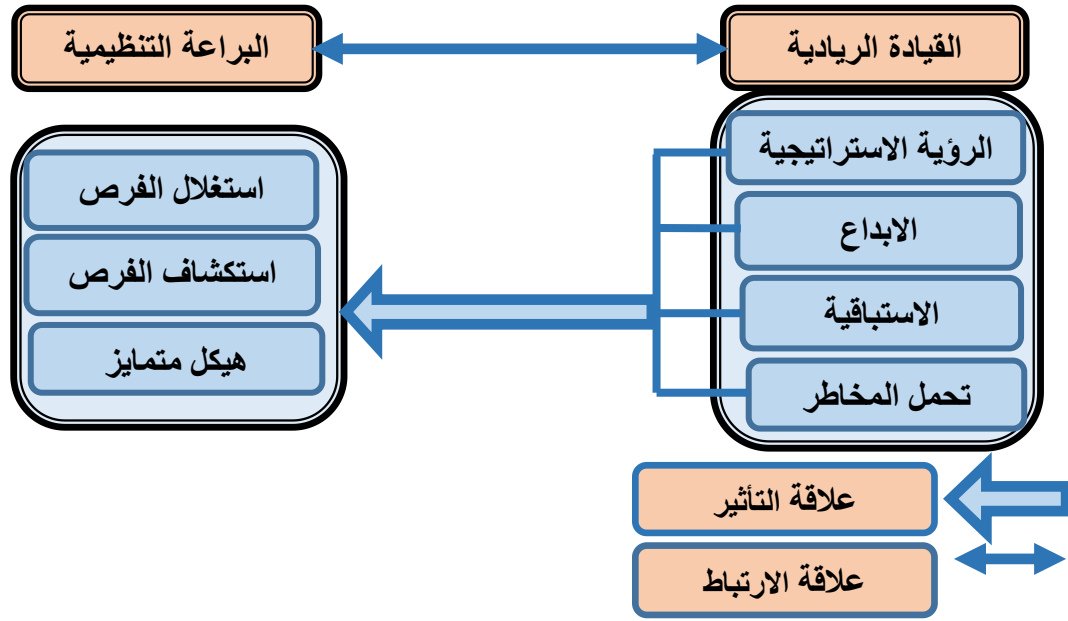 القيادة الريادية
البراعة التنظيمية
الرؤية الاستراتيجية
الابداع
الاستباقية
تحمل المخاطر
استغلال الفرص
استكشاف الفرص
هيكل متمايز
علاقة التأثير
علاقة الارتباط